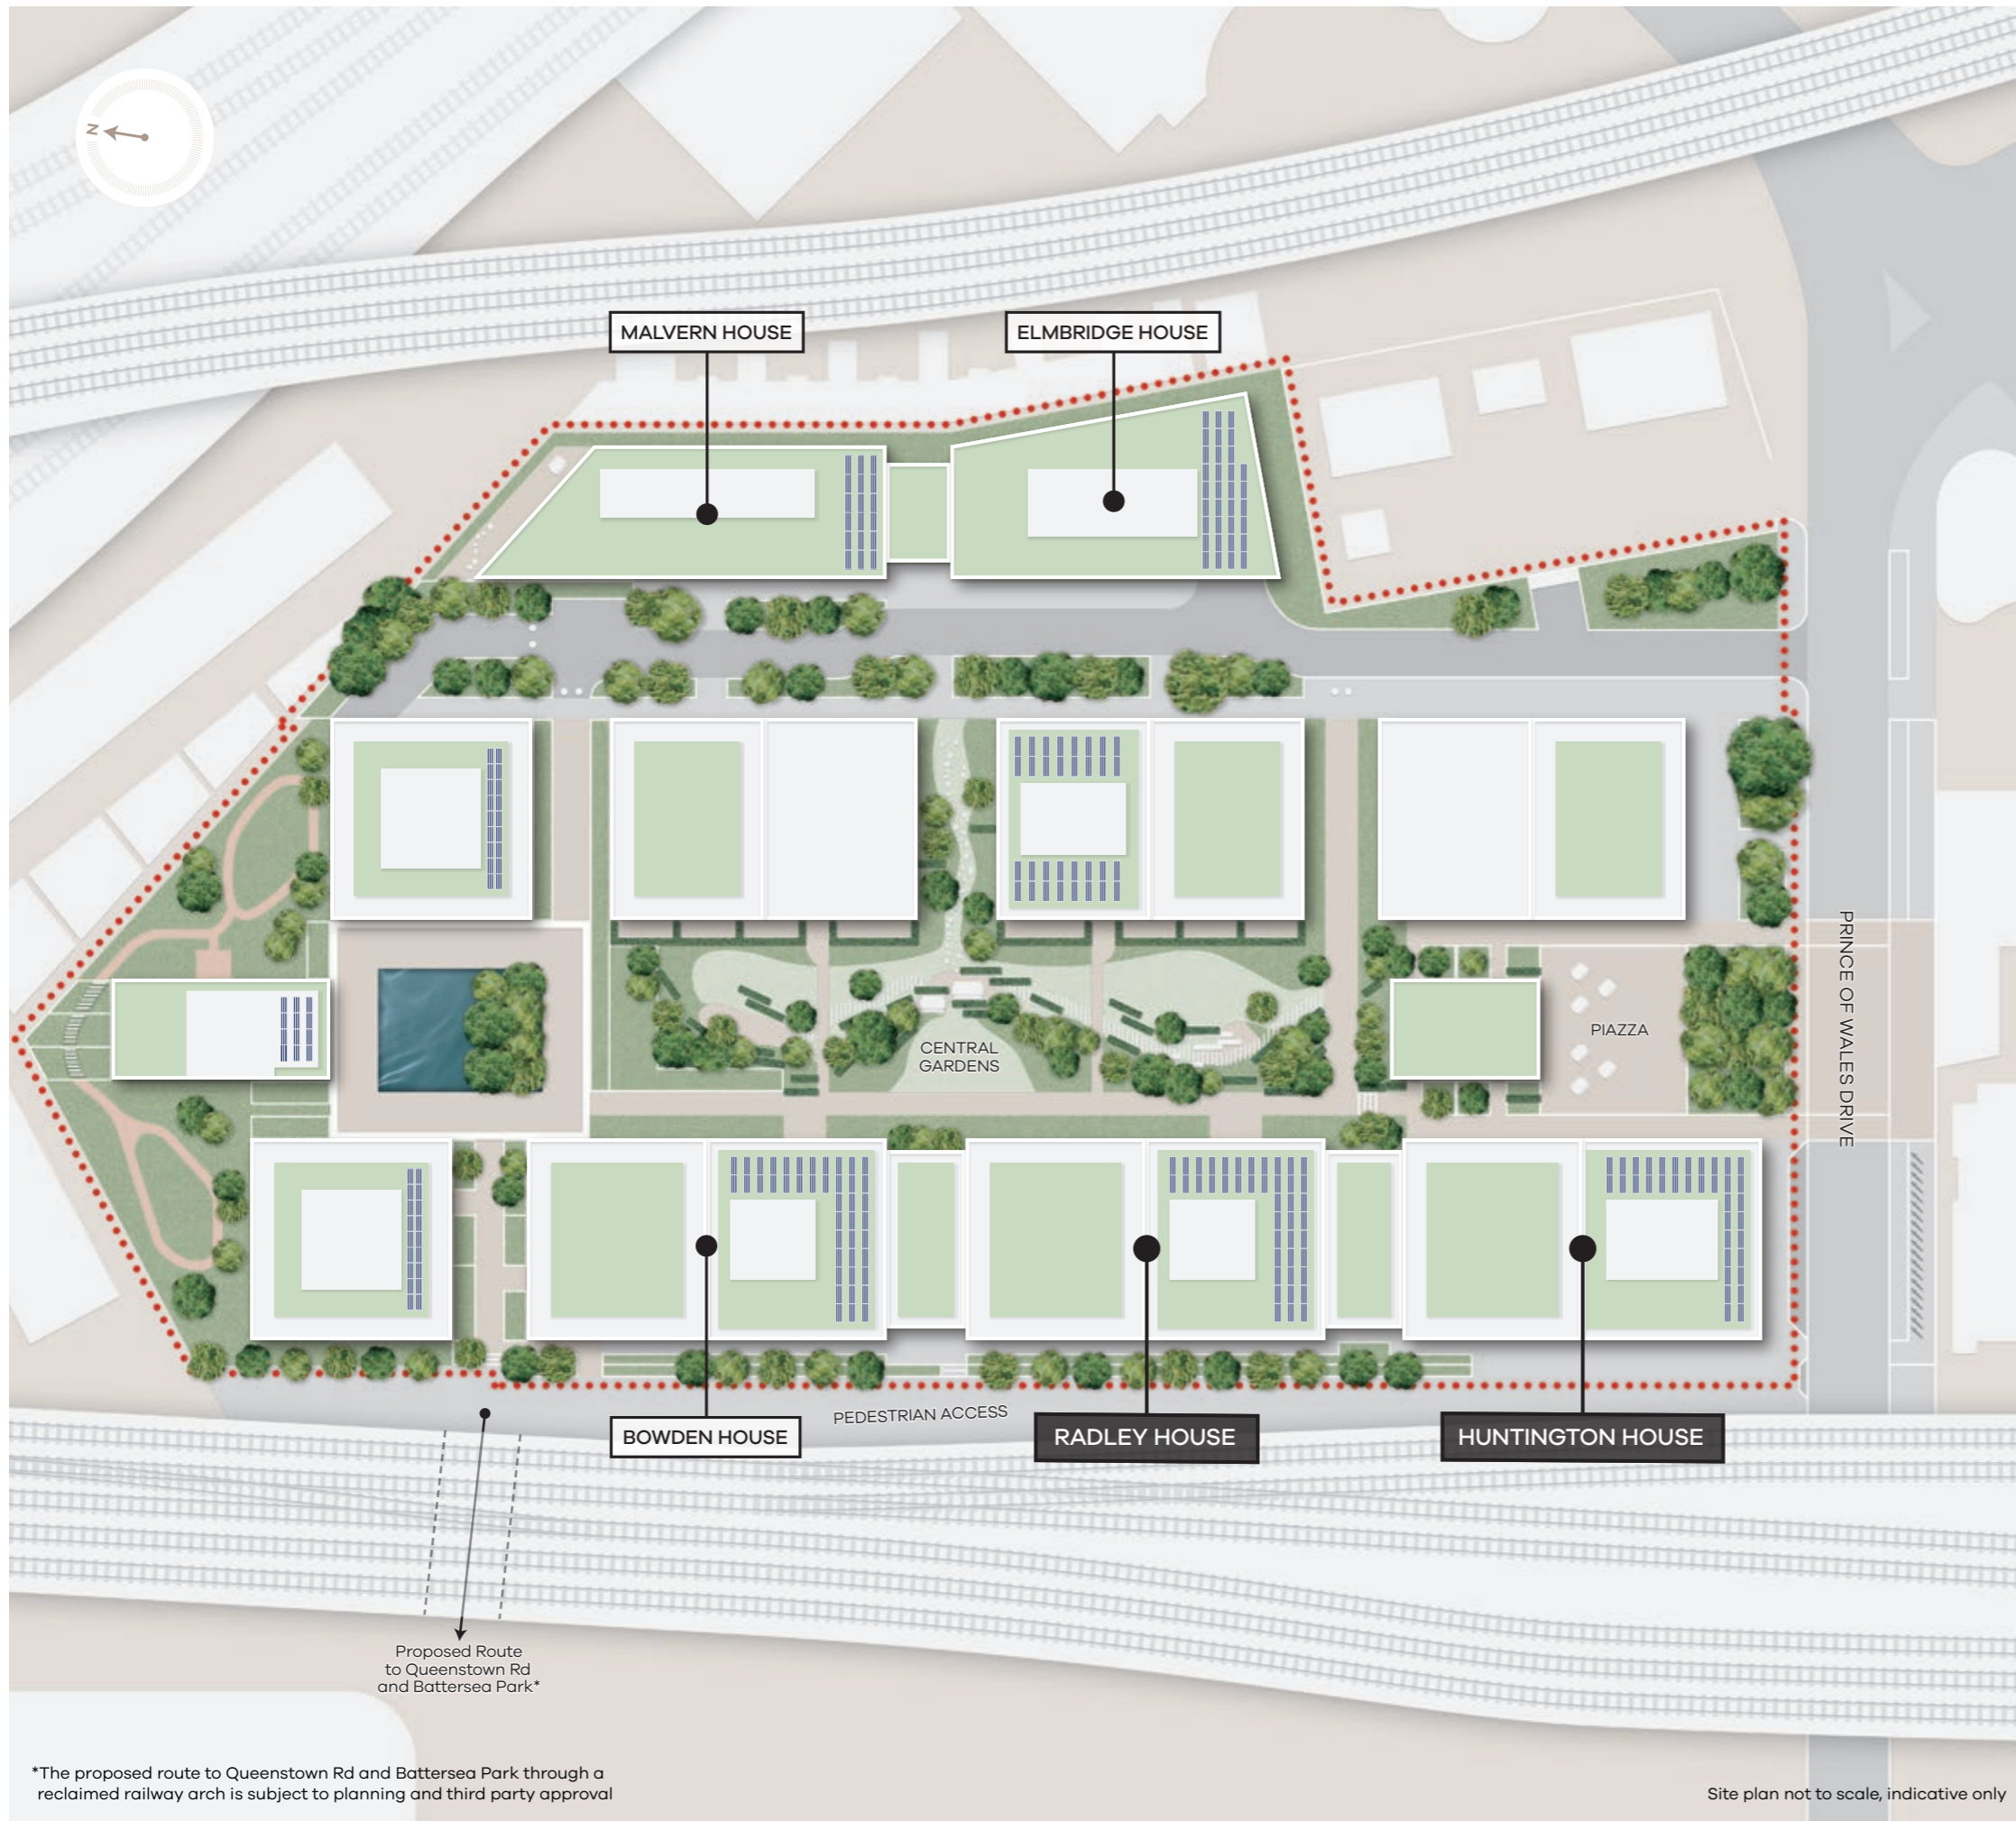 N
MALVERN HOUSE
ELMBRIDGE HOUSE
PRINCE OF WALES DRIVE
PIAZZA
CENTRAL
GARDENS
PEDESTRIAN ACCESS
BOWDEN HOUSE
RADLEY HOUSE
HUNTINGTON HOUSE
Proposed Route
to Queenstown Rd
and Battersea Park*
*The proposed route to Queenstown Rd and Battersea Park through a
reclaimed railway arch is subject to planning and third party approval
Site plan not to scale, indicative only